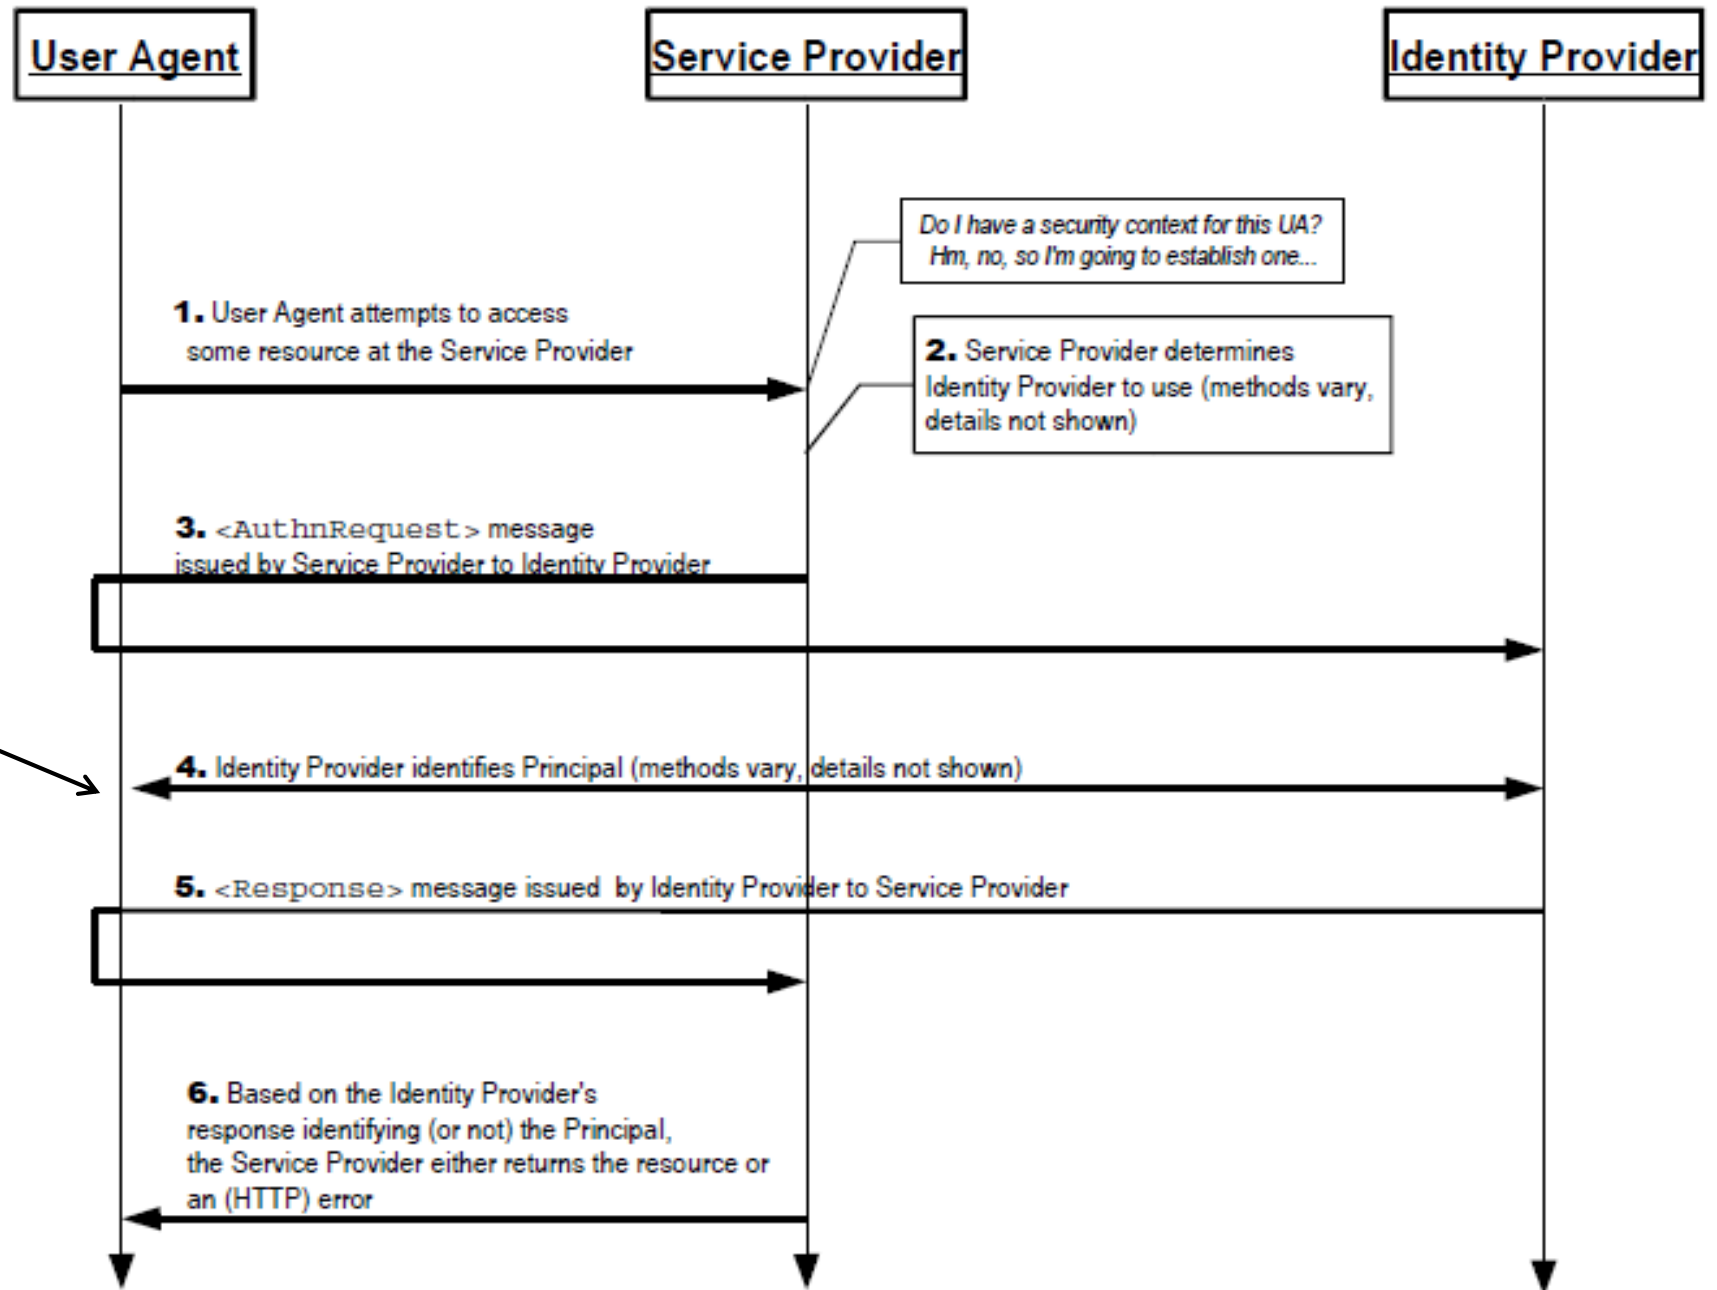 User Agent
Service Provider
Identity Provider
Do I have a security context for this UA?
Hm, no, so I'm going to establish one...
1. User Agent attempts to access
some resource at the Service Provider
2. Service Provider determines
Identity Provider to use (methods vary,
details not shown)
3. <AuthnRequest> message
issued by Service Provider to Identity Provider
4. Identity Provider identifies Principal (methods vary, details not shown)
5. <Response> message issued by Identity Provider to Service Provider
6. Based on the Identity Provider's
response identifying (or not) the Principal,
the Service Provider either returns the resource or
an (HTTP) error